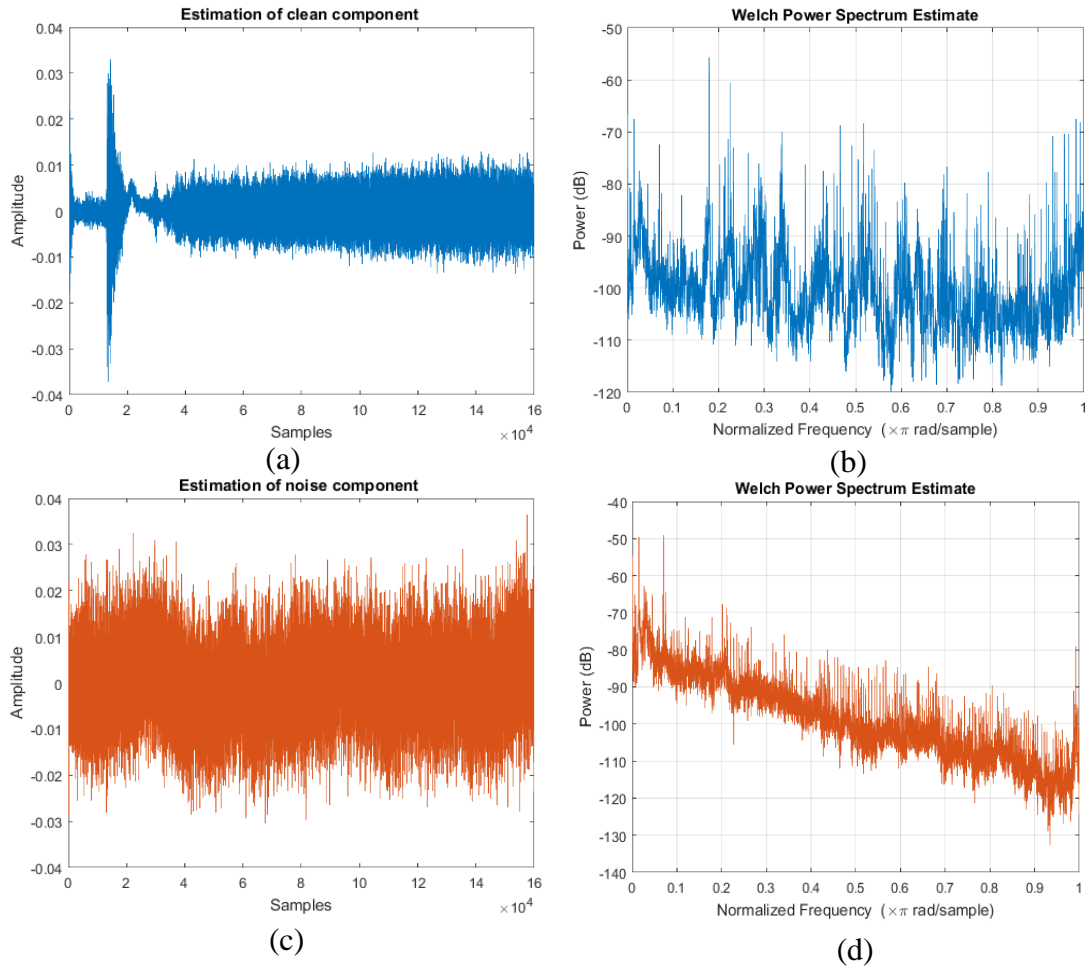 Estimation of clean component
0.04
0.03
0.02
0.01
0
-0.01
-0.02
-0.03
-0.04
Amplitude
0 2 4 6 8 10 12 14 16
Samples
×10^4
(a)
Welch Power Spectrum Estimate
-50
-60
-70
-80
-90
-100
-110
-120
Power (dB)
0 0.1 0.2 0.3 0.4 0.5 0.6 0.7 0.8 0.9 1
Normalized Frequency (×π rad/sample)
(b)
Estimation of noise component
0.04
0.03
0.02
0.01
0
-0.01
-0.02
-0.03
-0.04
Amplitude
0 2 4 6 8 10 12 14 16
Samples
×10^4
(c)
Welch Power Spectrum Estimate
-40
-50
-60
-70
-80
-90
-100
-110
-120
-130
-140
Power (dB)
0 0.1 0.2 0.3 0.4 0.5 0.6 0.7 0.8 0.9 1
Normalized Frequency (×π rad/sample)
(d)